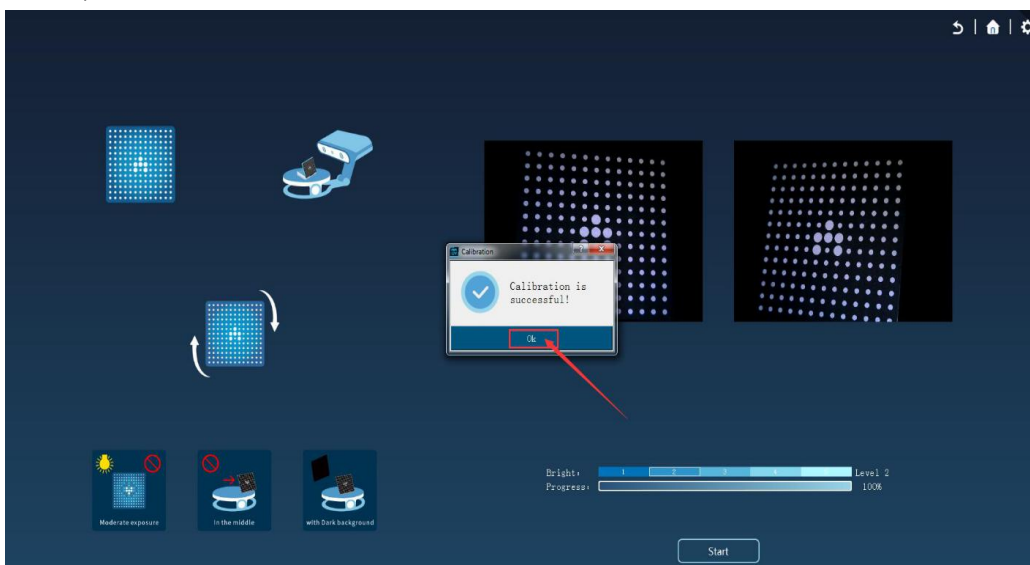 Calibration
Calibration is
successful!
Ok
Moderate exposure
In the middle
with Dark background
Bright:
1 2 3 4
Level 2
Progress:
100%
Start